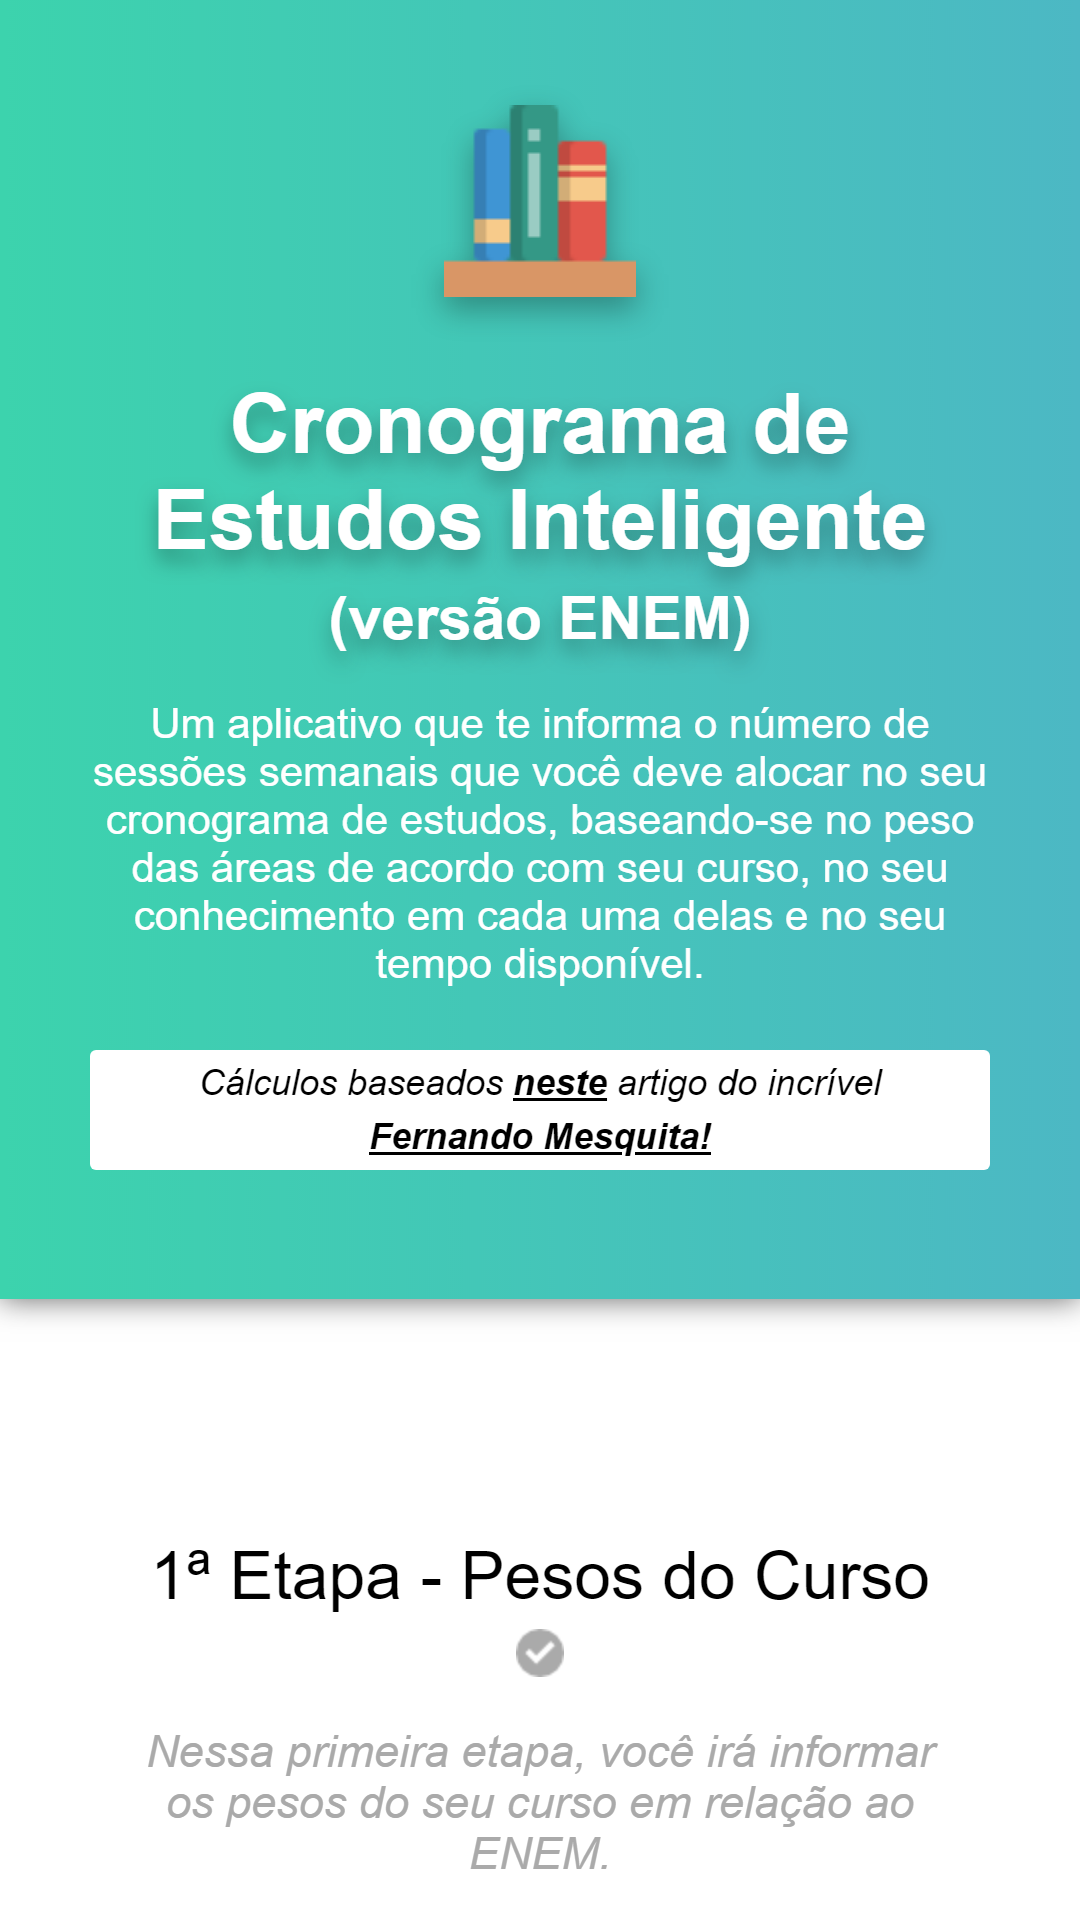 Cronograma de
Estudos Inteligente
(versão ENEM)
Um aplicativo que te informa o número de
sessões semanais que você deve alocar no seu
cronograma de estudos, baseando-se no peso
das áreas de acordo com seu curso, no seu
conhecimento em cada uma delas e no seu
tempo disponível.
Cálculos baseados neste artigo do incrível
Fernando Mesquita!
1ª Etapa - Pesos do Curso
Nessa primeira etapa, você irá informar
os pesos do seu curso em relação ao
ENEM.